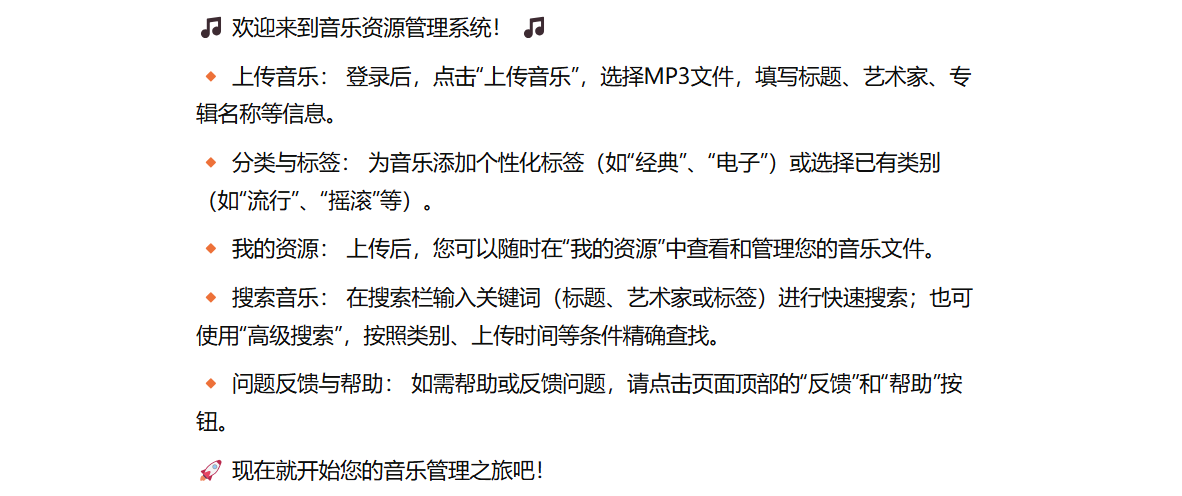 🎵 欢迎来到音乐资源管理系统！ 🎵
🔸 上传音乐： 登录后，点击“上传音乐”，选择MP3文件，填写标题、艺术家、专
辑名称等信息。
🔸 分类与标签： 为音乐添加个性化标签（如“经典”、“电子”）或选择已有类别
（如“流行”、“摇滚”等）。
🔸 我的资源： 上传后，您可以随时在“我的资源”中查看和管理您的音乐文件。
🔸 搜索音乐： 在搜索栏输入关键词（标题、艺术家或标签）进行快速搜索；也可
使用“高级搜索”，按照类别、上传时间等条件精确查找。
🔸 问题反馈与帮助： 如需帮助或反馈问题，请点击页面顶部的“反馈”和“帮助”按
钮。
🚀 现在就开始您的音乐管理之旅吧！